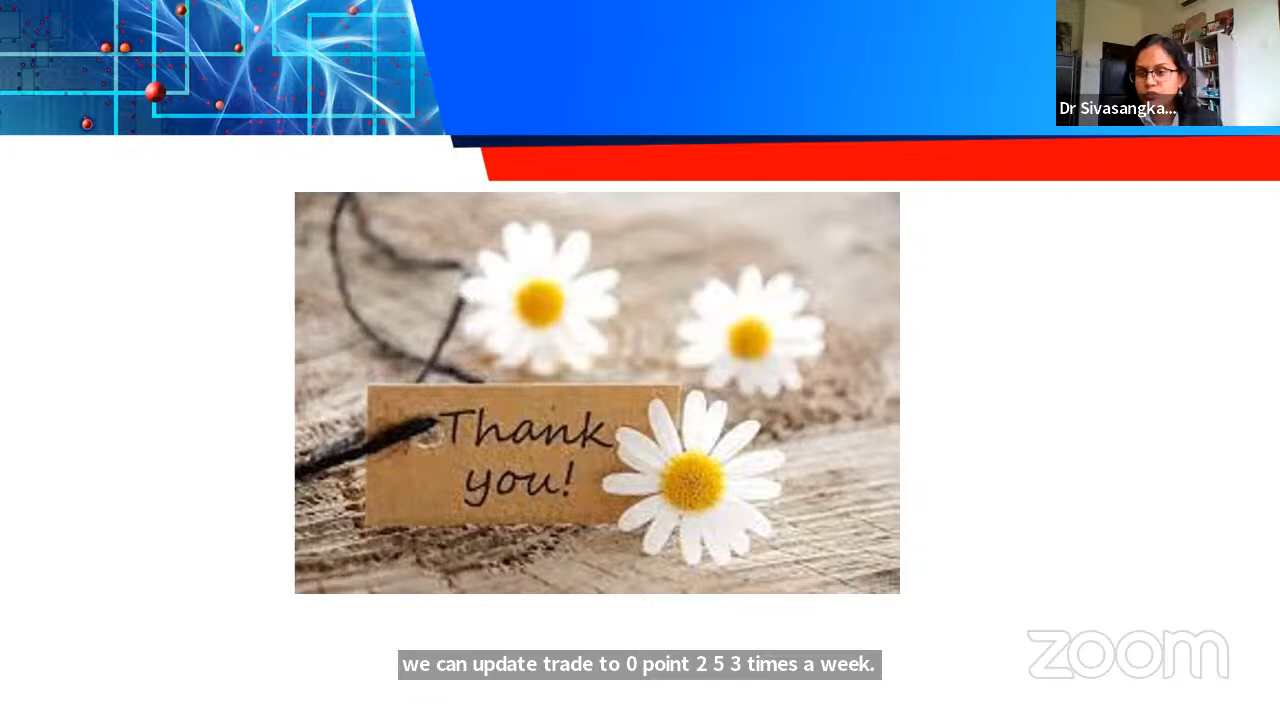 Dr Sivasangka...
Thank
you!
we can update trade to 0 point 2 5 3 times a week.
zoom